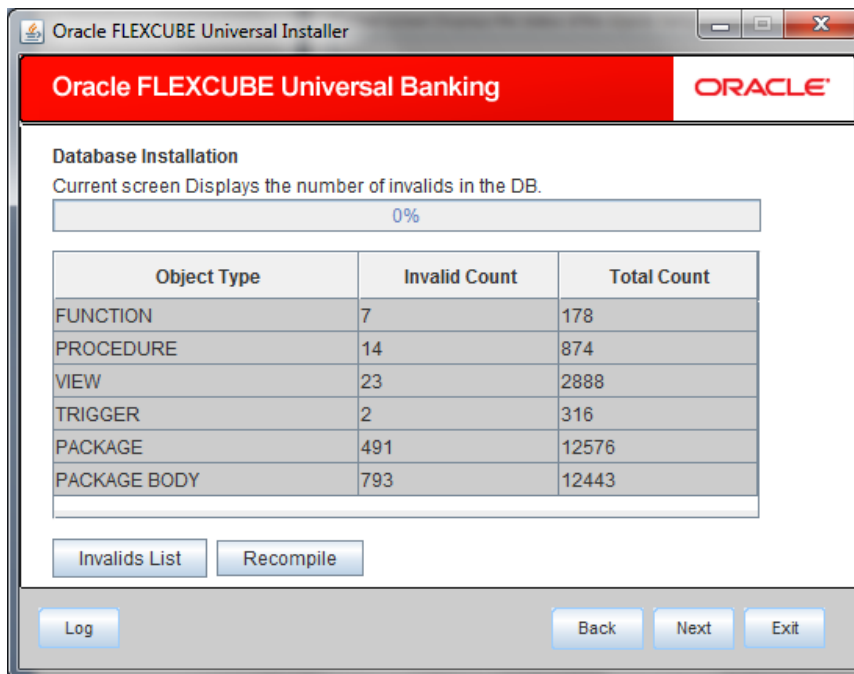 Oracle FLEXCUBE Universal Installer
Oracle FLEXCUBE Universal Banking ORACLE
Database Installation
Current screen Displays the number of invalids in the DB.
0%
Object Type Invalid Count Total Count
FUNCTION 7 178
PROCEDURE 14 874
VIEW 23 2888
TRIGGER 2 316
PACKAGE 491 12576
PACKAGE BODY 793 12443
Invalids List Recompile
Log Back Next Exit